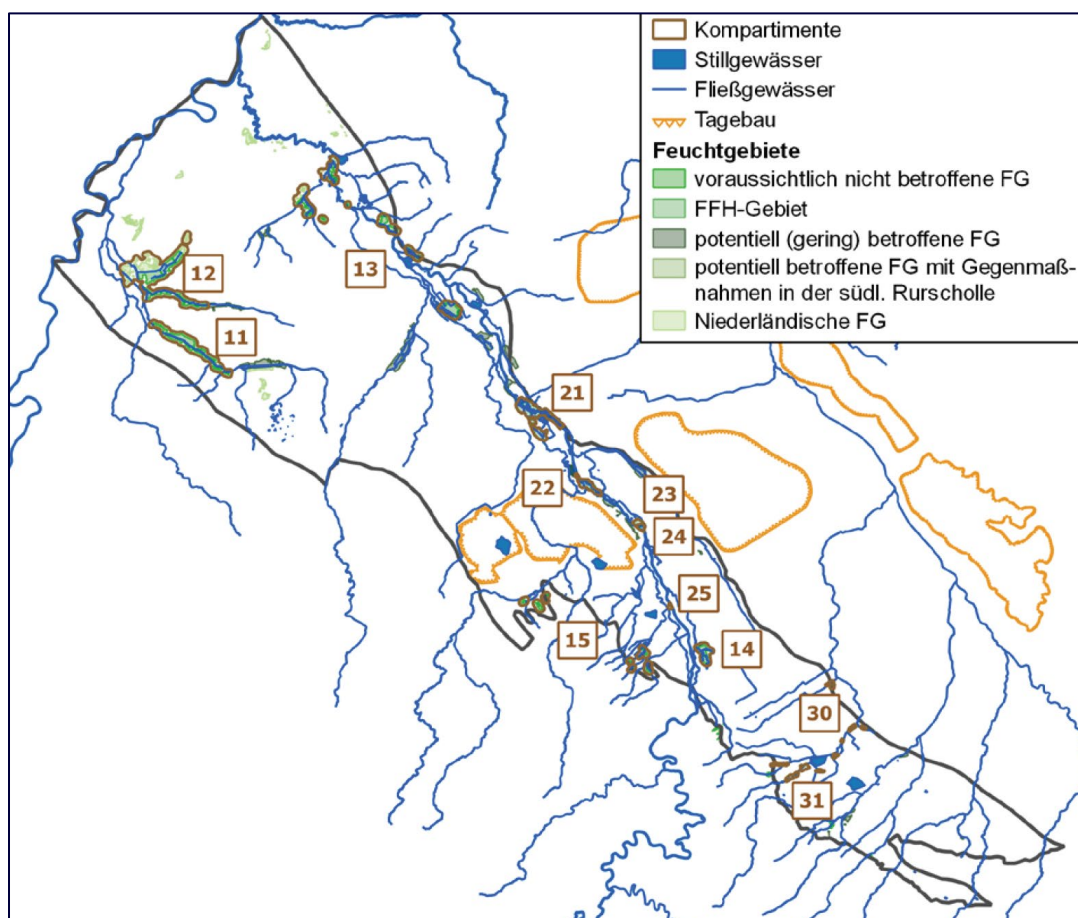 Kompartimente
Stillgewässer
Fließgewässer
Tagebau
Feuchtgebiete
voraussichtlich nicht betroffene FG
FFH-Gebiet
potentiell (gering) betroffene FG
potentiell betroffene FG mit Gegenmaß-
nahmen in der südl. Rurscholle
Niederländische FG
12
13
11
21
22
23
24
25
15
14
30
31